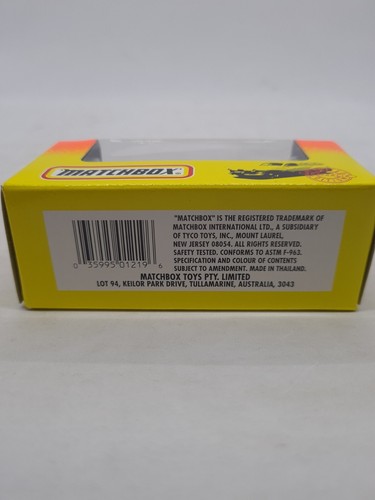 MATCHBOX
"MATCHBOX" IS THE REGISTERED TRADEMARK OF
MATCHBOX INTERNATIONAL LTD., A SUBSIDIARY
OF TYCO TOYS, INC., MOUNT LAUREL,
NEW JERSEY 08054. ALL RIGHTS RESERVED.
SAFETY TESTED. CONFORMS TO ASTM F-963.
SPECIFICATION AND COLOUR OF CONTENTS
SUBJECT TO AMENDMENT. MADE IN THAILAND.
0 35995 01219 6
MATCHBOX TOYS PTY. LIMITED
LOT 94, KEILOR PARK DRIVE, TULLAMARINE, AUSTRALIA, 3043